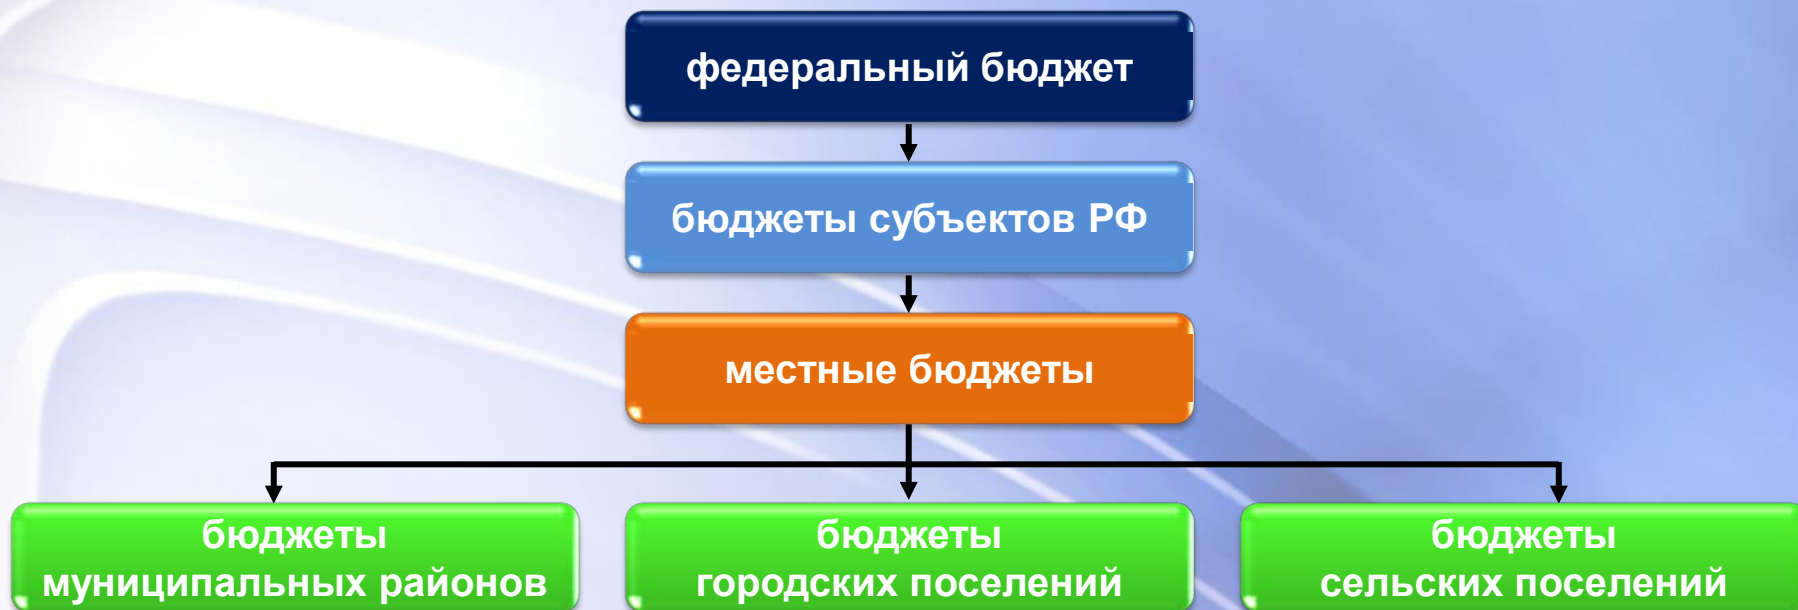 федеральный бюджет
бюджеты субъектов РФ
местные бюджеты
бюджеты
муниципальных районов
бюджеты
городских поселений
бюджеты
сельских поселений